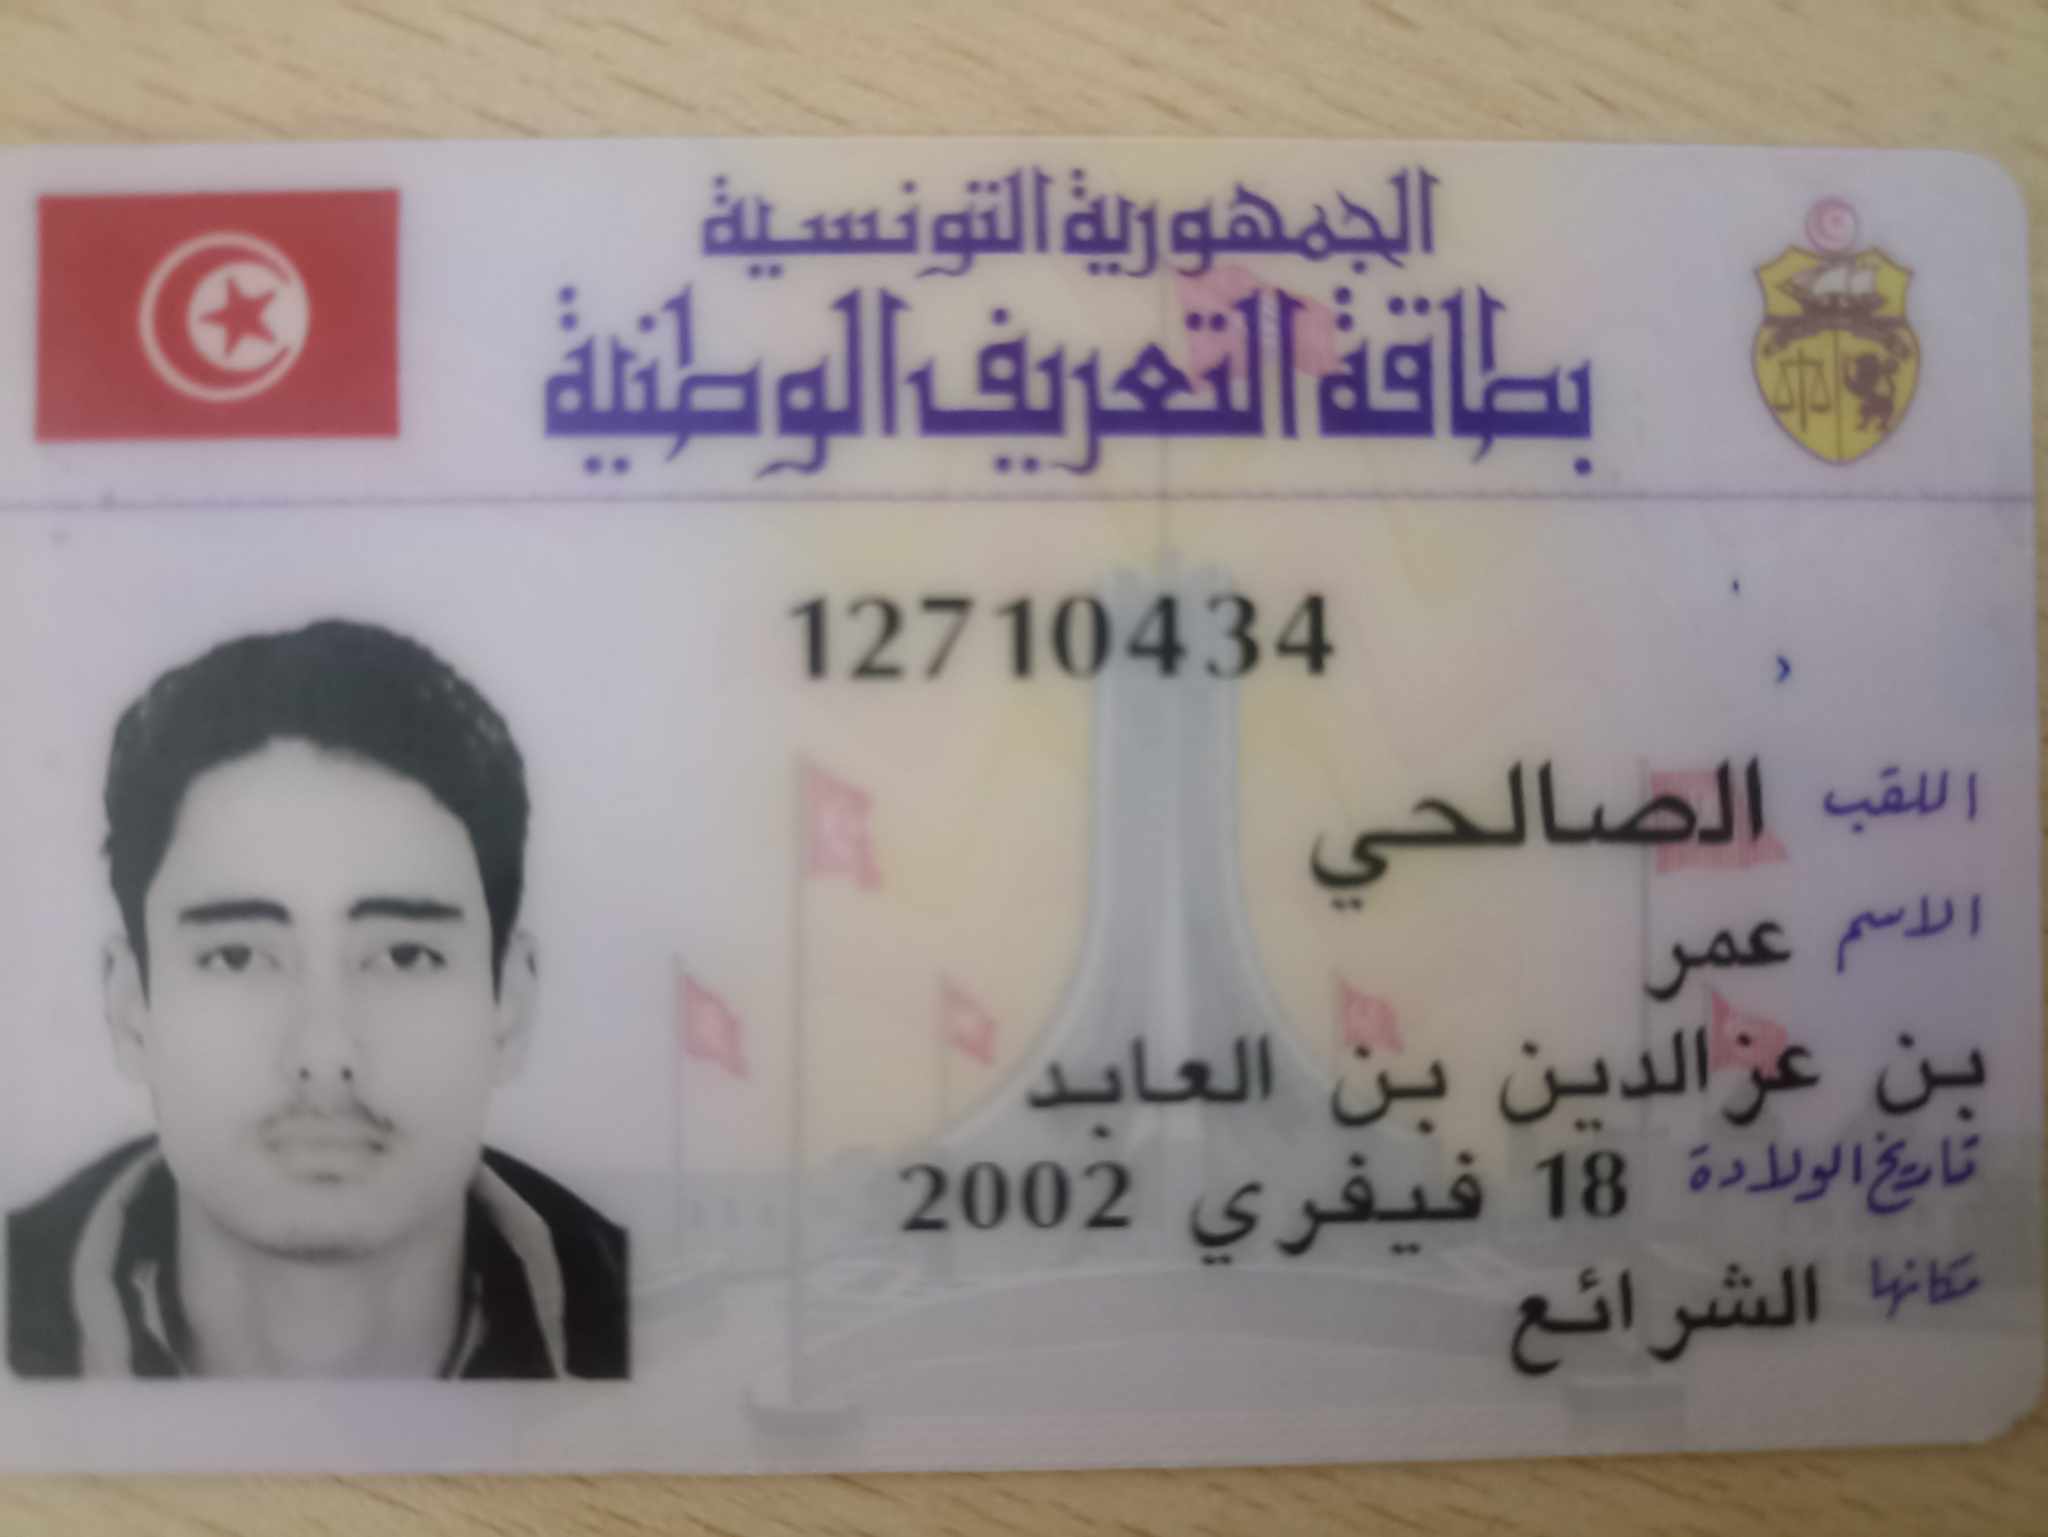 الجمهورية التونسية
بطاقة التعريف الوطنية
12710434
اللقب الصالحي
الاسم عمر
بن عزالدين بن العابد
تاريخ الولادة 18 فيفري 2002
مكانها الشرائع